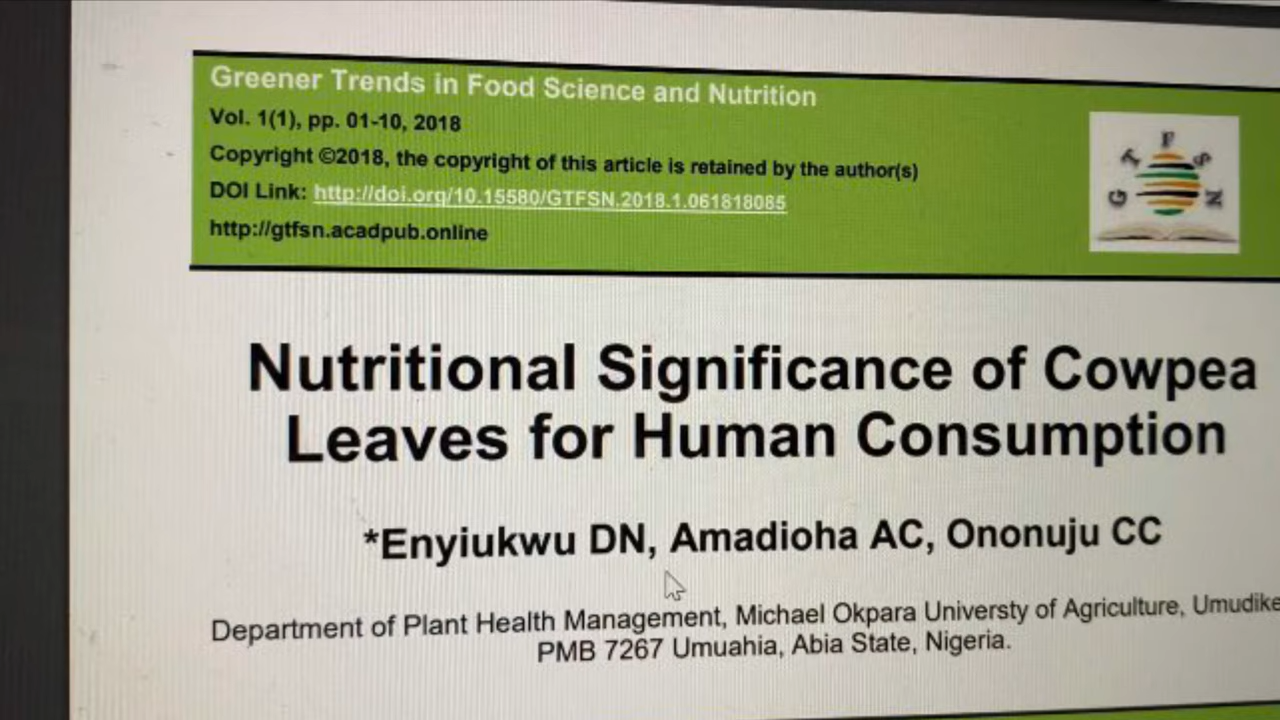 Greener Trends in Food Science and Nutrition
Vol. 1(1), pp. 01-10, 2018
Copyright ©2018, the copyright of this article is retained by the author(s)
DOI Link: http://doi.org/10.15580/GTFSN.2018.1.061818085
http://gtfsn.acadpub.online
G T F S N
Nutritional Significance of Cowpea
Leaves for Human Consumption
*Enyiukwu DN, Amadioha AC, Ononuju CC
Department of Plant Health Management, Michael Okpara Universty of Agriculture, Umudike
PMB 7267 Umuahia, Abia State, Nigeria.